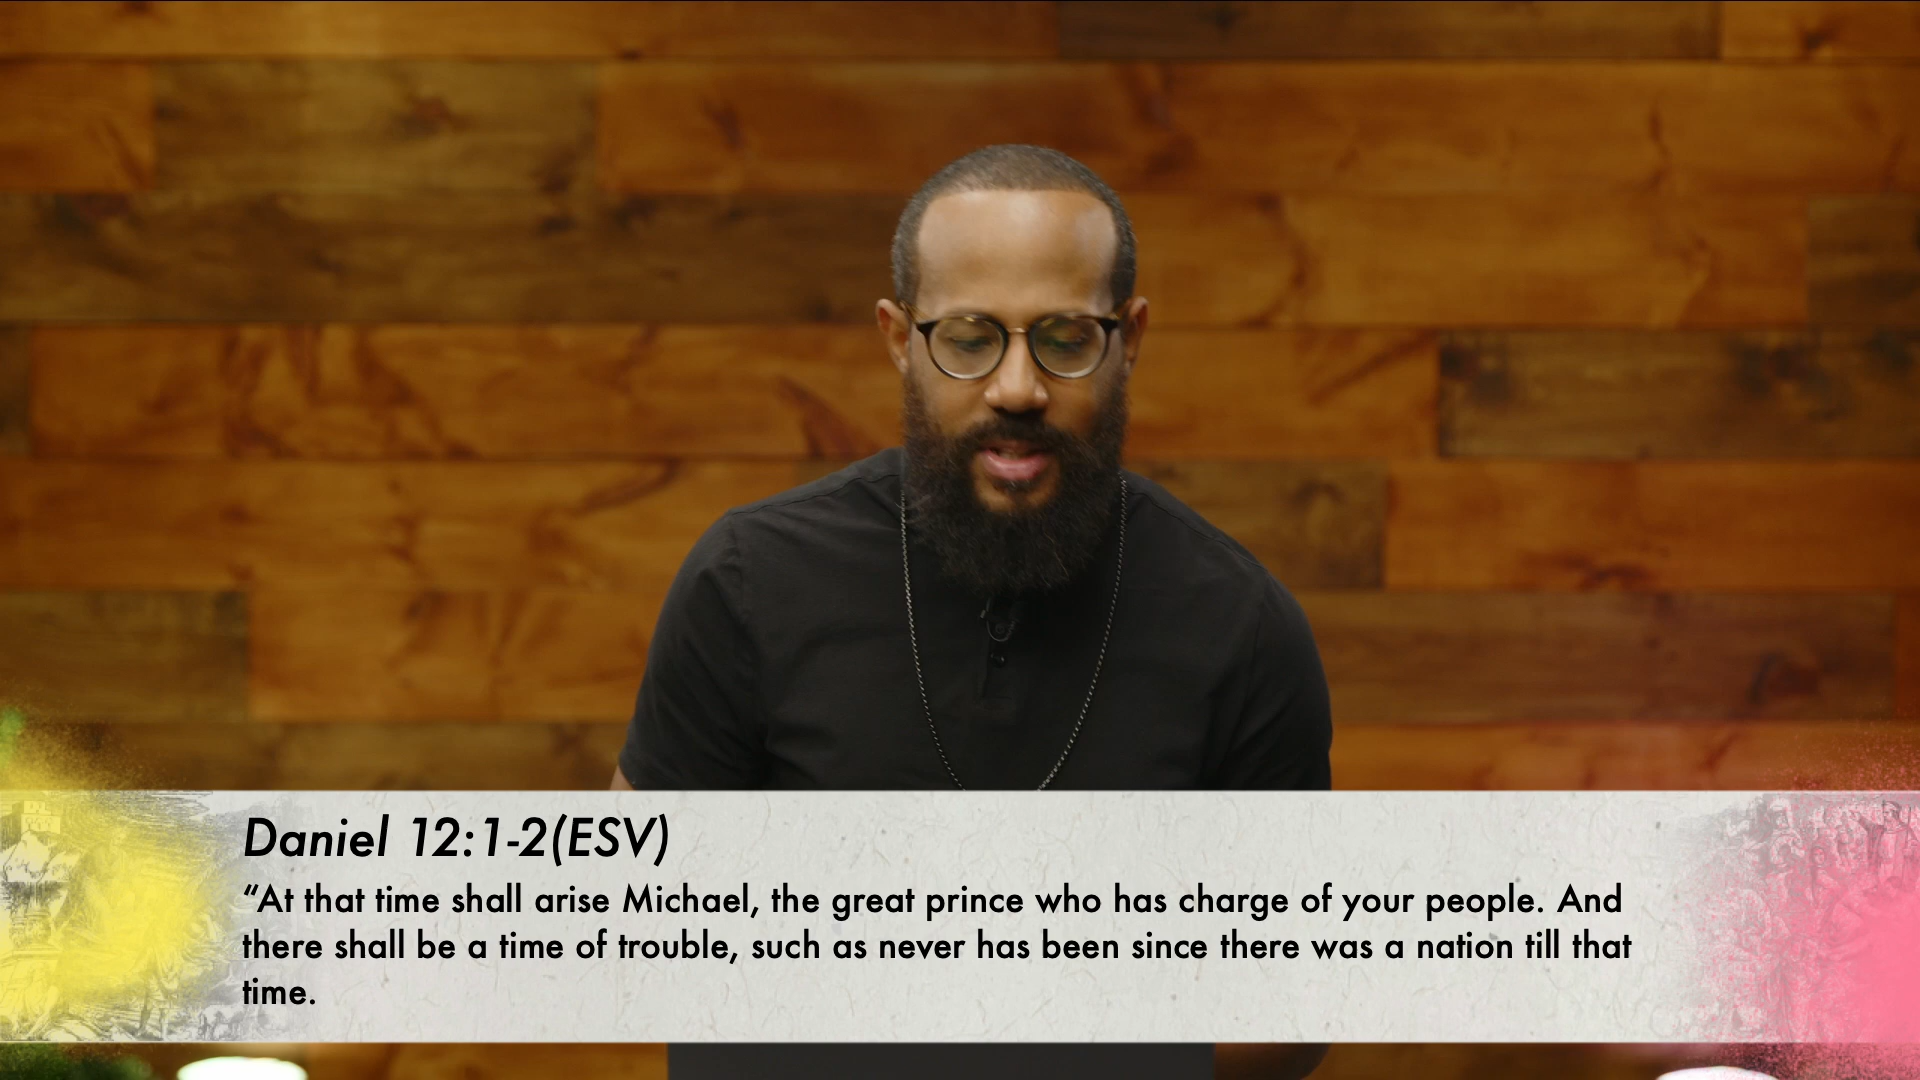 Daniel 12:1-2(ESV)
“At that time shall arise Michael, the great prince who has charge of your people. And
there shall be a time of trouble, such as never has been since there was a nation till that
time.